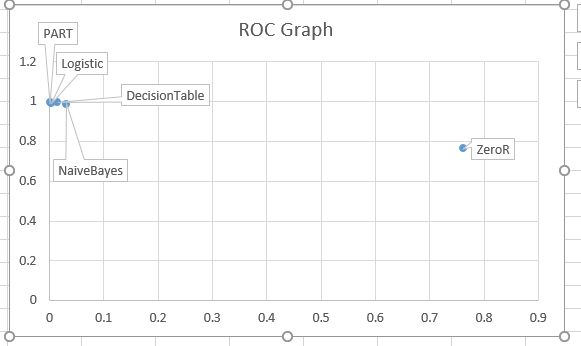 ROC Graph
PART
Logistic
DecisionTable
NaiveBayes
ZeroR
1.2
1
0.8
0.6
0.4
0.2
0
0 0.1 0.2 0.3 0.4 0.5 0.6 0.7 0.8 0.9